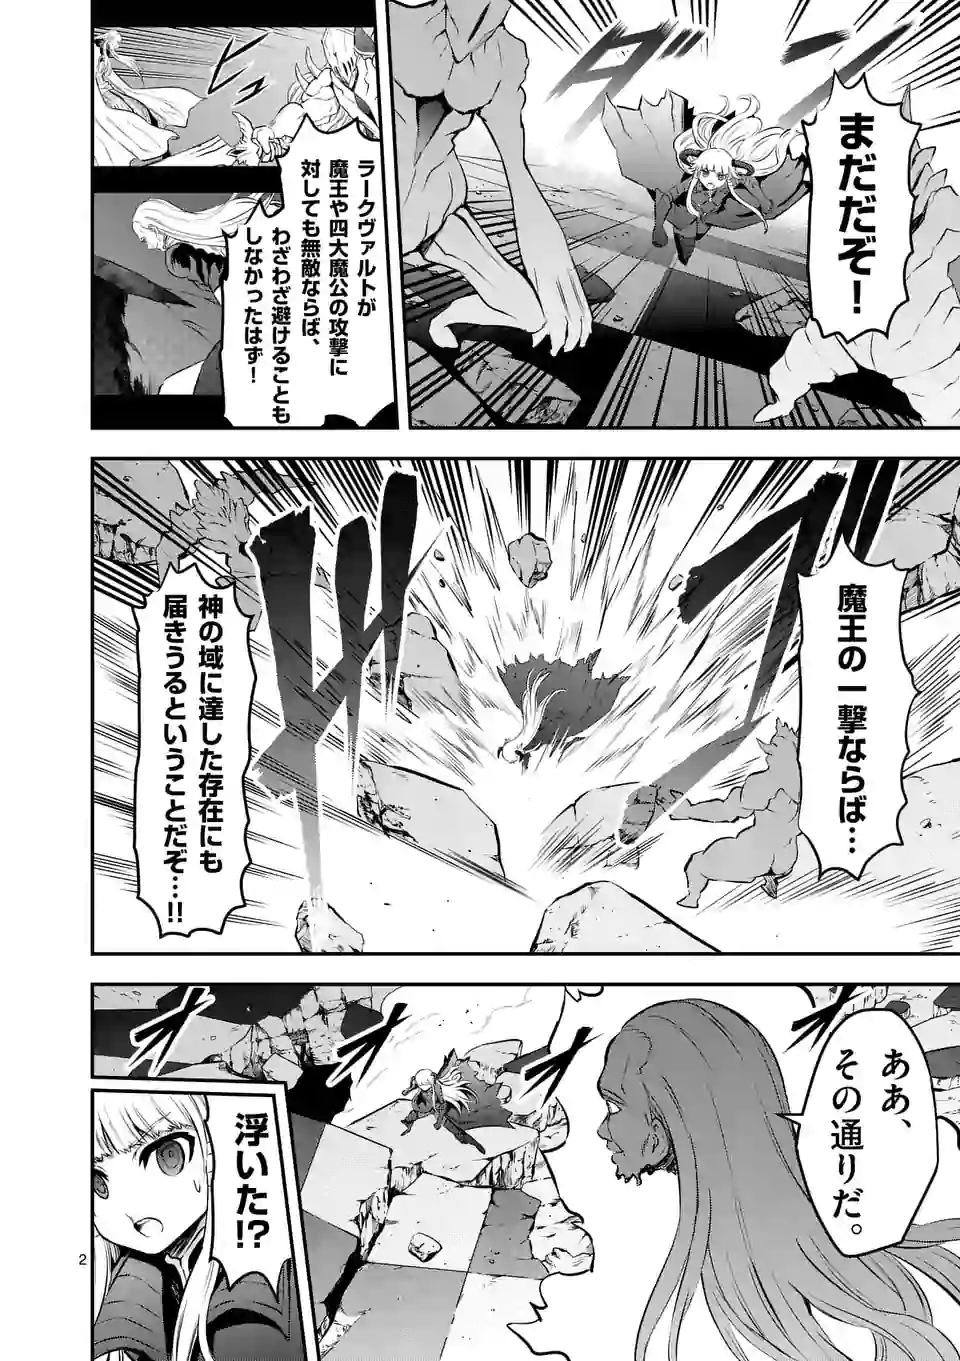 まだだぞ！
ダッ
ラークヴァルトが
魔王や四大魔公の攻撃に
対しても無敵ならば、
わざわざ避けることも
しなかったはず！
魔王の一撃ならば…
神の域に達した存在にも
届きうるということだぞ…!!
ああ、
その通りだ。
浮いた!?
2